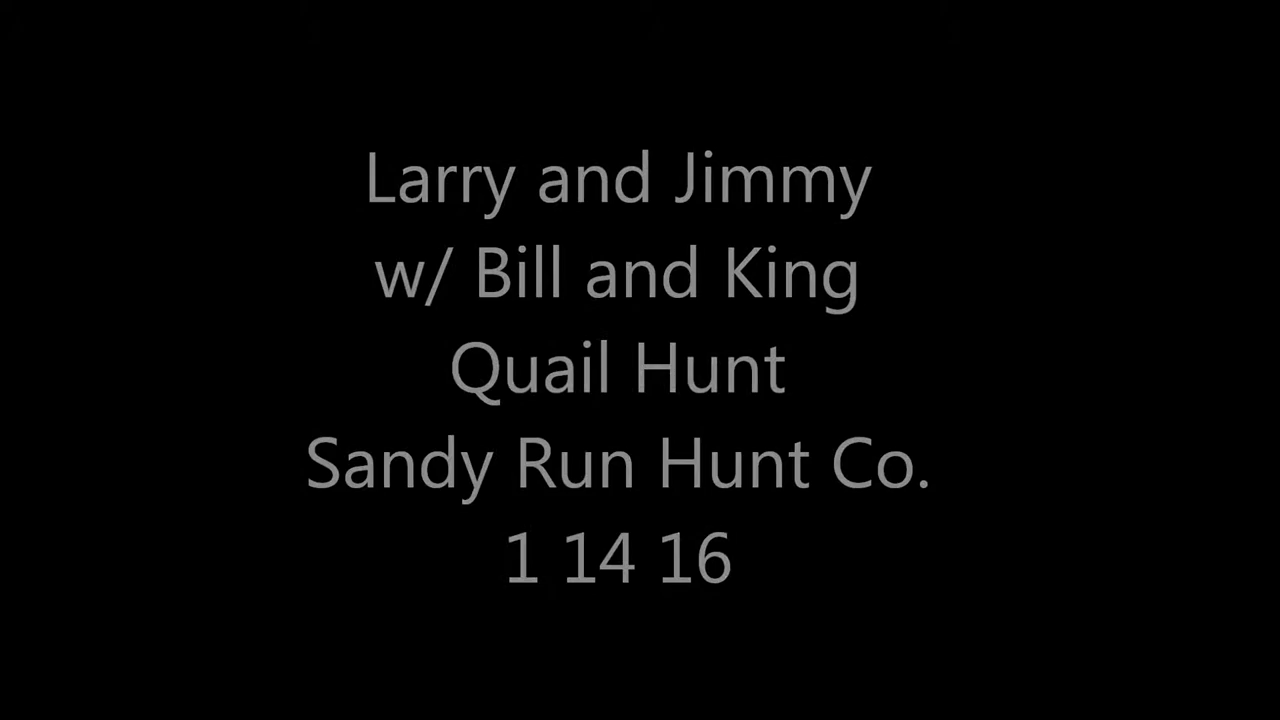 Larry and Jimmy
w/ Bill and King
Quail Hunt
Sandy Run Hunt Co.
1 14 16